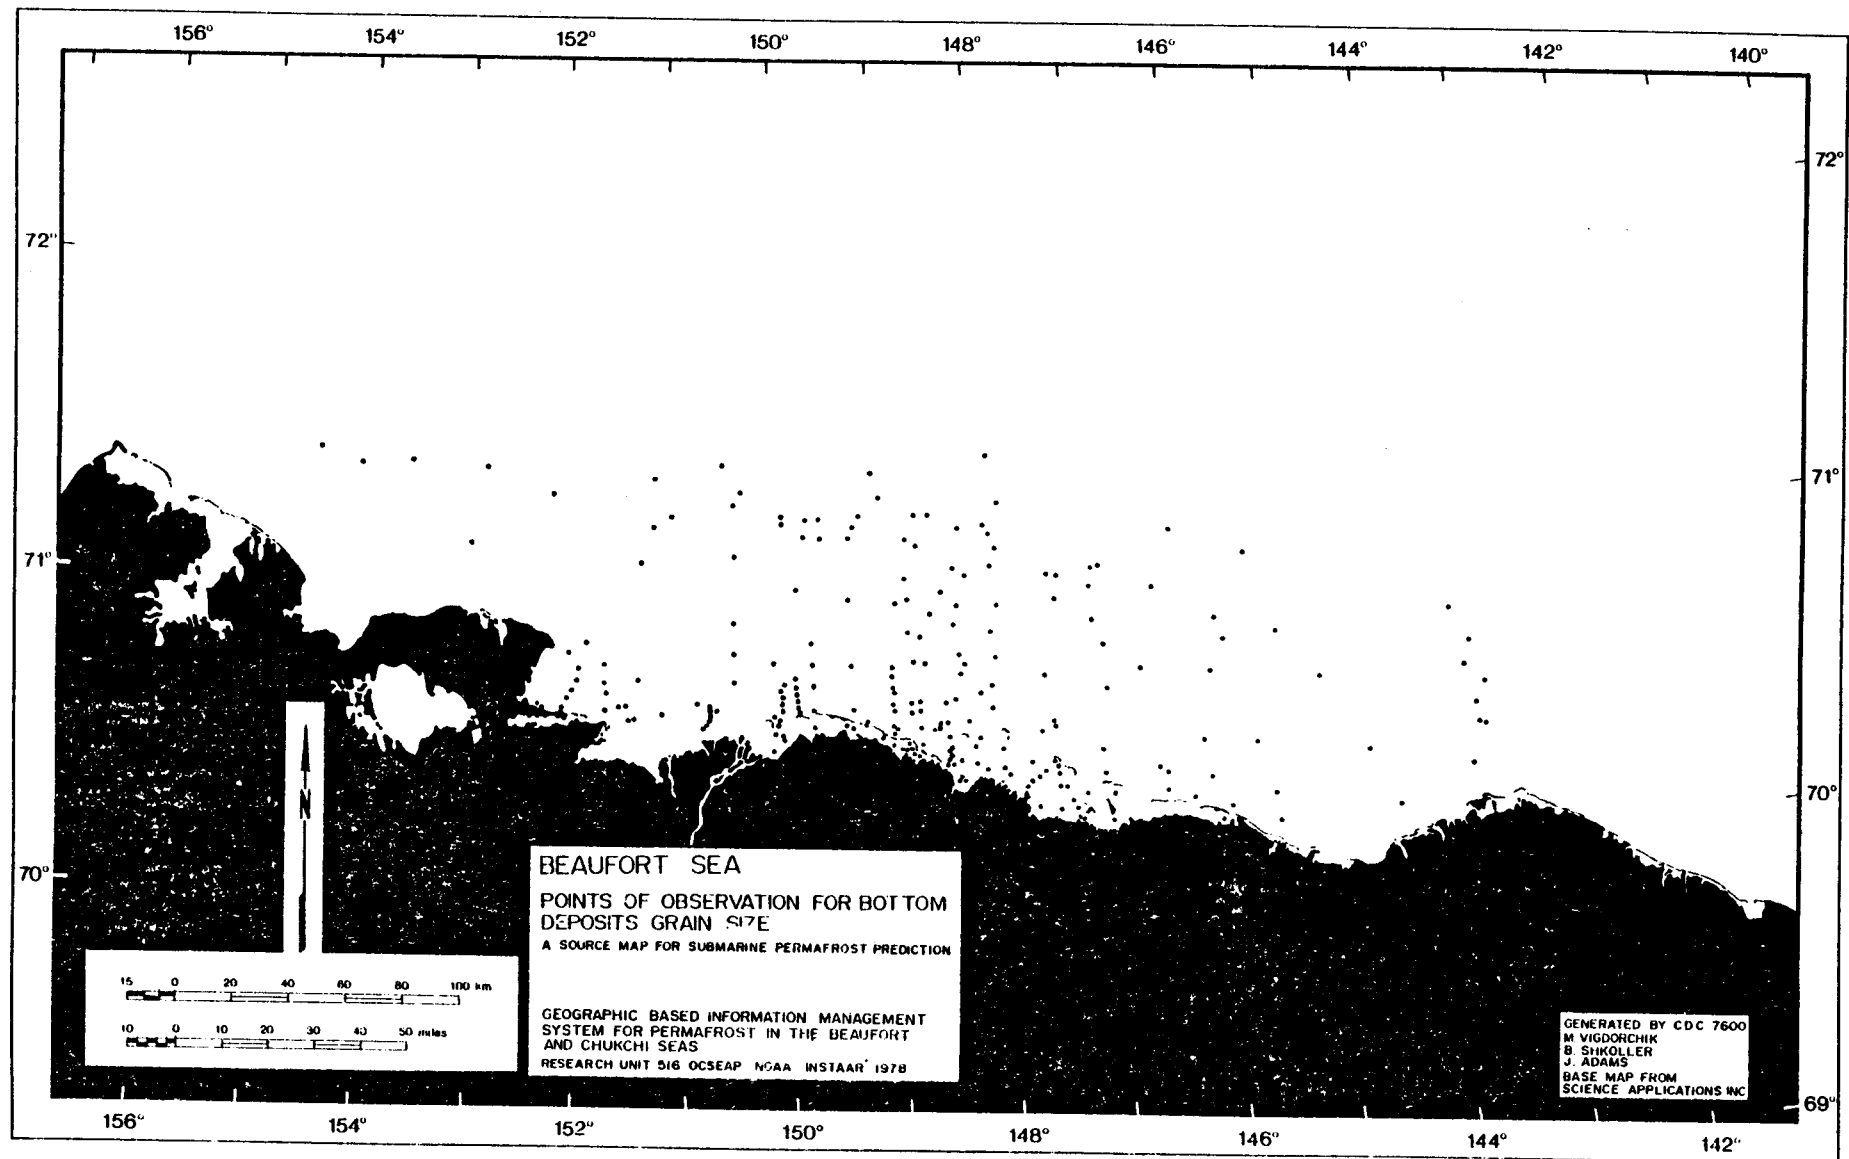 156° 154° 152° 150° 148° 146° 144° 142° 140°
72°
72°
71°
71°
70°
70°
N
BEAUFORT SEA
POINTS OF OBSERVATION FOR BOTTOM
DEPOSITS GRAIN SIZE
A SOURCE MAP FOR SUBMARINE PERMAFROST PREDICTION
15 0 20 40 60 80 100 km
10 0 10 20 30 40 50 miles
GEOGRAPHIC BASED INFORMATION MANAGEMENT
SYSTEM FOR PERMAFROST IN THE BEAUFORT
AND CHUKCHI SEAS
RESEARCH UNIT 516 OCSEAP NOAA INSTAAR 1978
GENERATED BY CDC 7600
M VIGDORCHIK
B. SHKOLLER
J. ADAMS
BASE MAP FROM
SCIENCE APPLICATIONS INC
69°
156° 154° 152° 150° 148° 146° 144° 142°